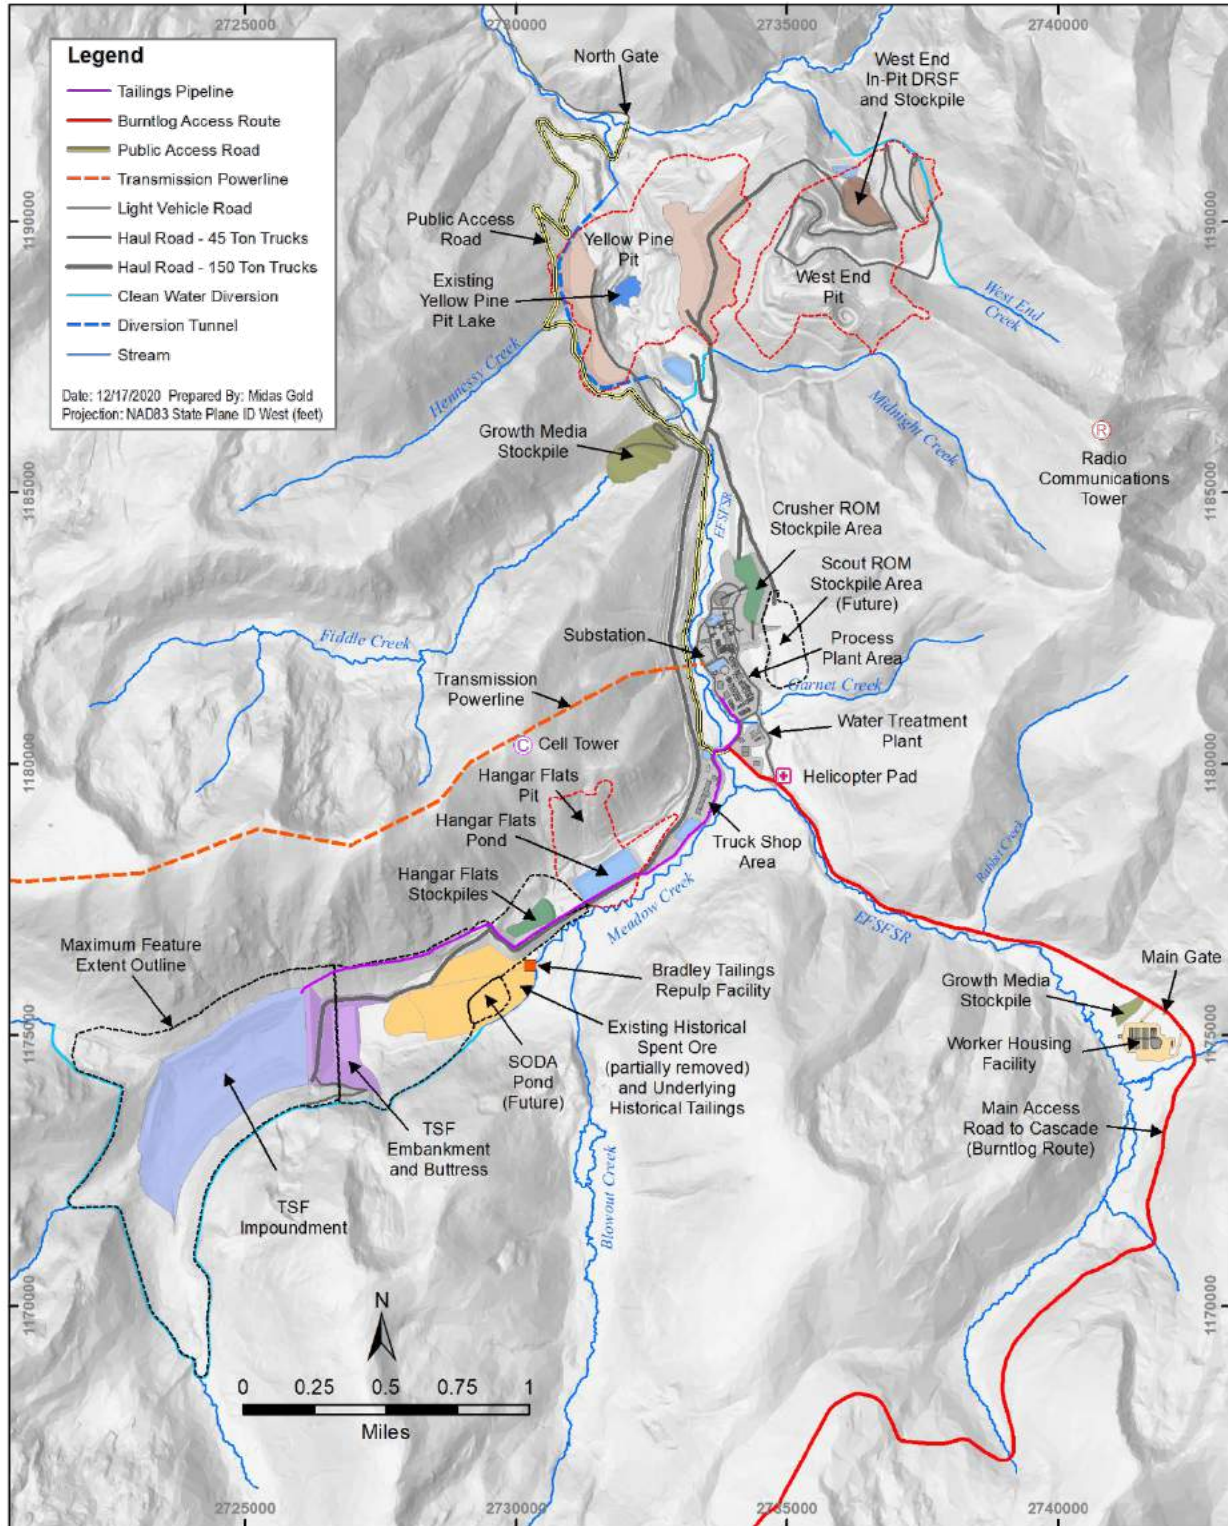 2725000
2730000
2735000
2740000
Legend
Tailings Pipeline
Burntlog Access Route
Public Access Road
Transmission Powerline
Light Vehicle Road
Haul Road - 45 Ton Trucks
Haul Road - 150 Ton Trucks
Clean Water Diversion
Diversion Tunnel
Stream
Date: 12/17/2020 Prepared By: Midas Gold
Projection: NAD83 State Plane ID West (feet)
North Gate
West End
In-Pit DRSF
and Stockpile
1190000
1190000
Public Access
Road
Yellow Pine
Pit
Existing
Yellow Pine
Pit Lake
West End
Pit
West End
Creek
Hennessy Creek
Midnight Creek
Growth Media
Stockpile
R
Radio
Communications
Tower
1185000
1185000
EFSFSR
Crusher ROM
Stockpile Area
Scout ROM
Stockpile Area
(Future)
Substation
Process
Plant Area
Fiddle Creek
Garnet Creek
Transmission
Powerline
Water Treatment
Plant
C
Cell Tower
1180000
1180000
Helicopter Pad
Hangar Flats
Pit
Hangar Flats
Pond
Truck Shop
Area
Rabbit Creek
Hangar Flats
Stockpiles
Meadow Creek
EFSFSR
Maximum Feature
Extent Outline
Bradley Tailings
Repulp Facility
Main Gate
Growth Media
Stockpile
1175000
1175000
SODA
Pond
(Future)
Existing Historical
Spent Ore
(partially removed)
and Underlying
Historical Tailings
Worker Housing
Facility
Main Access
Road to Cascade
(Burntlog Route)
TSF
Embankment
and Buttress
TSF
Impoundment
Blowout Creek
1170000
1170000
N
0 0.25 0.5 0.75 1
Miles
2725000
2730000
2735000
2740000